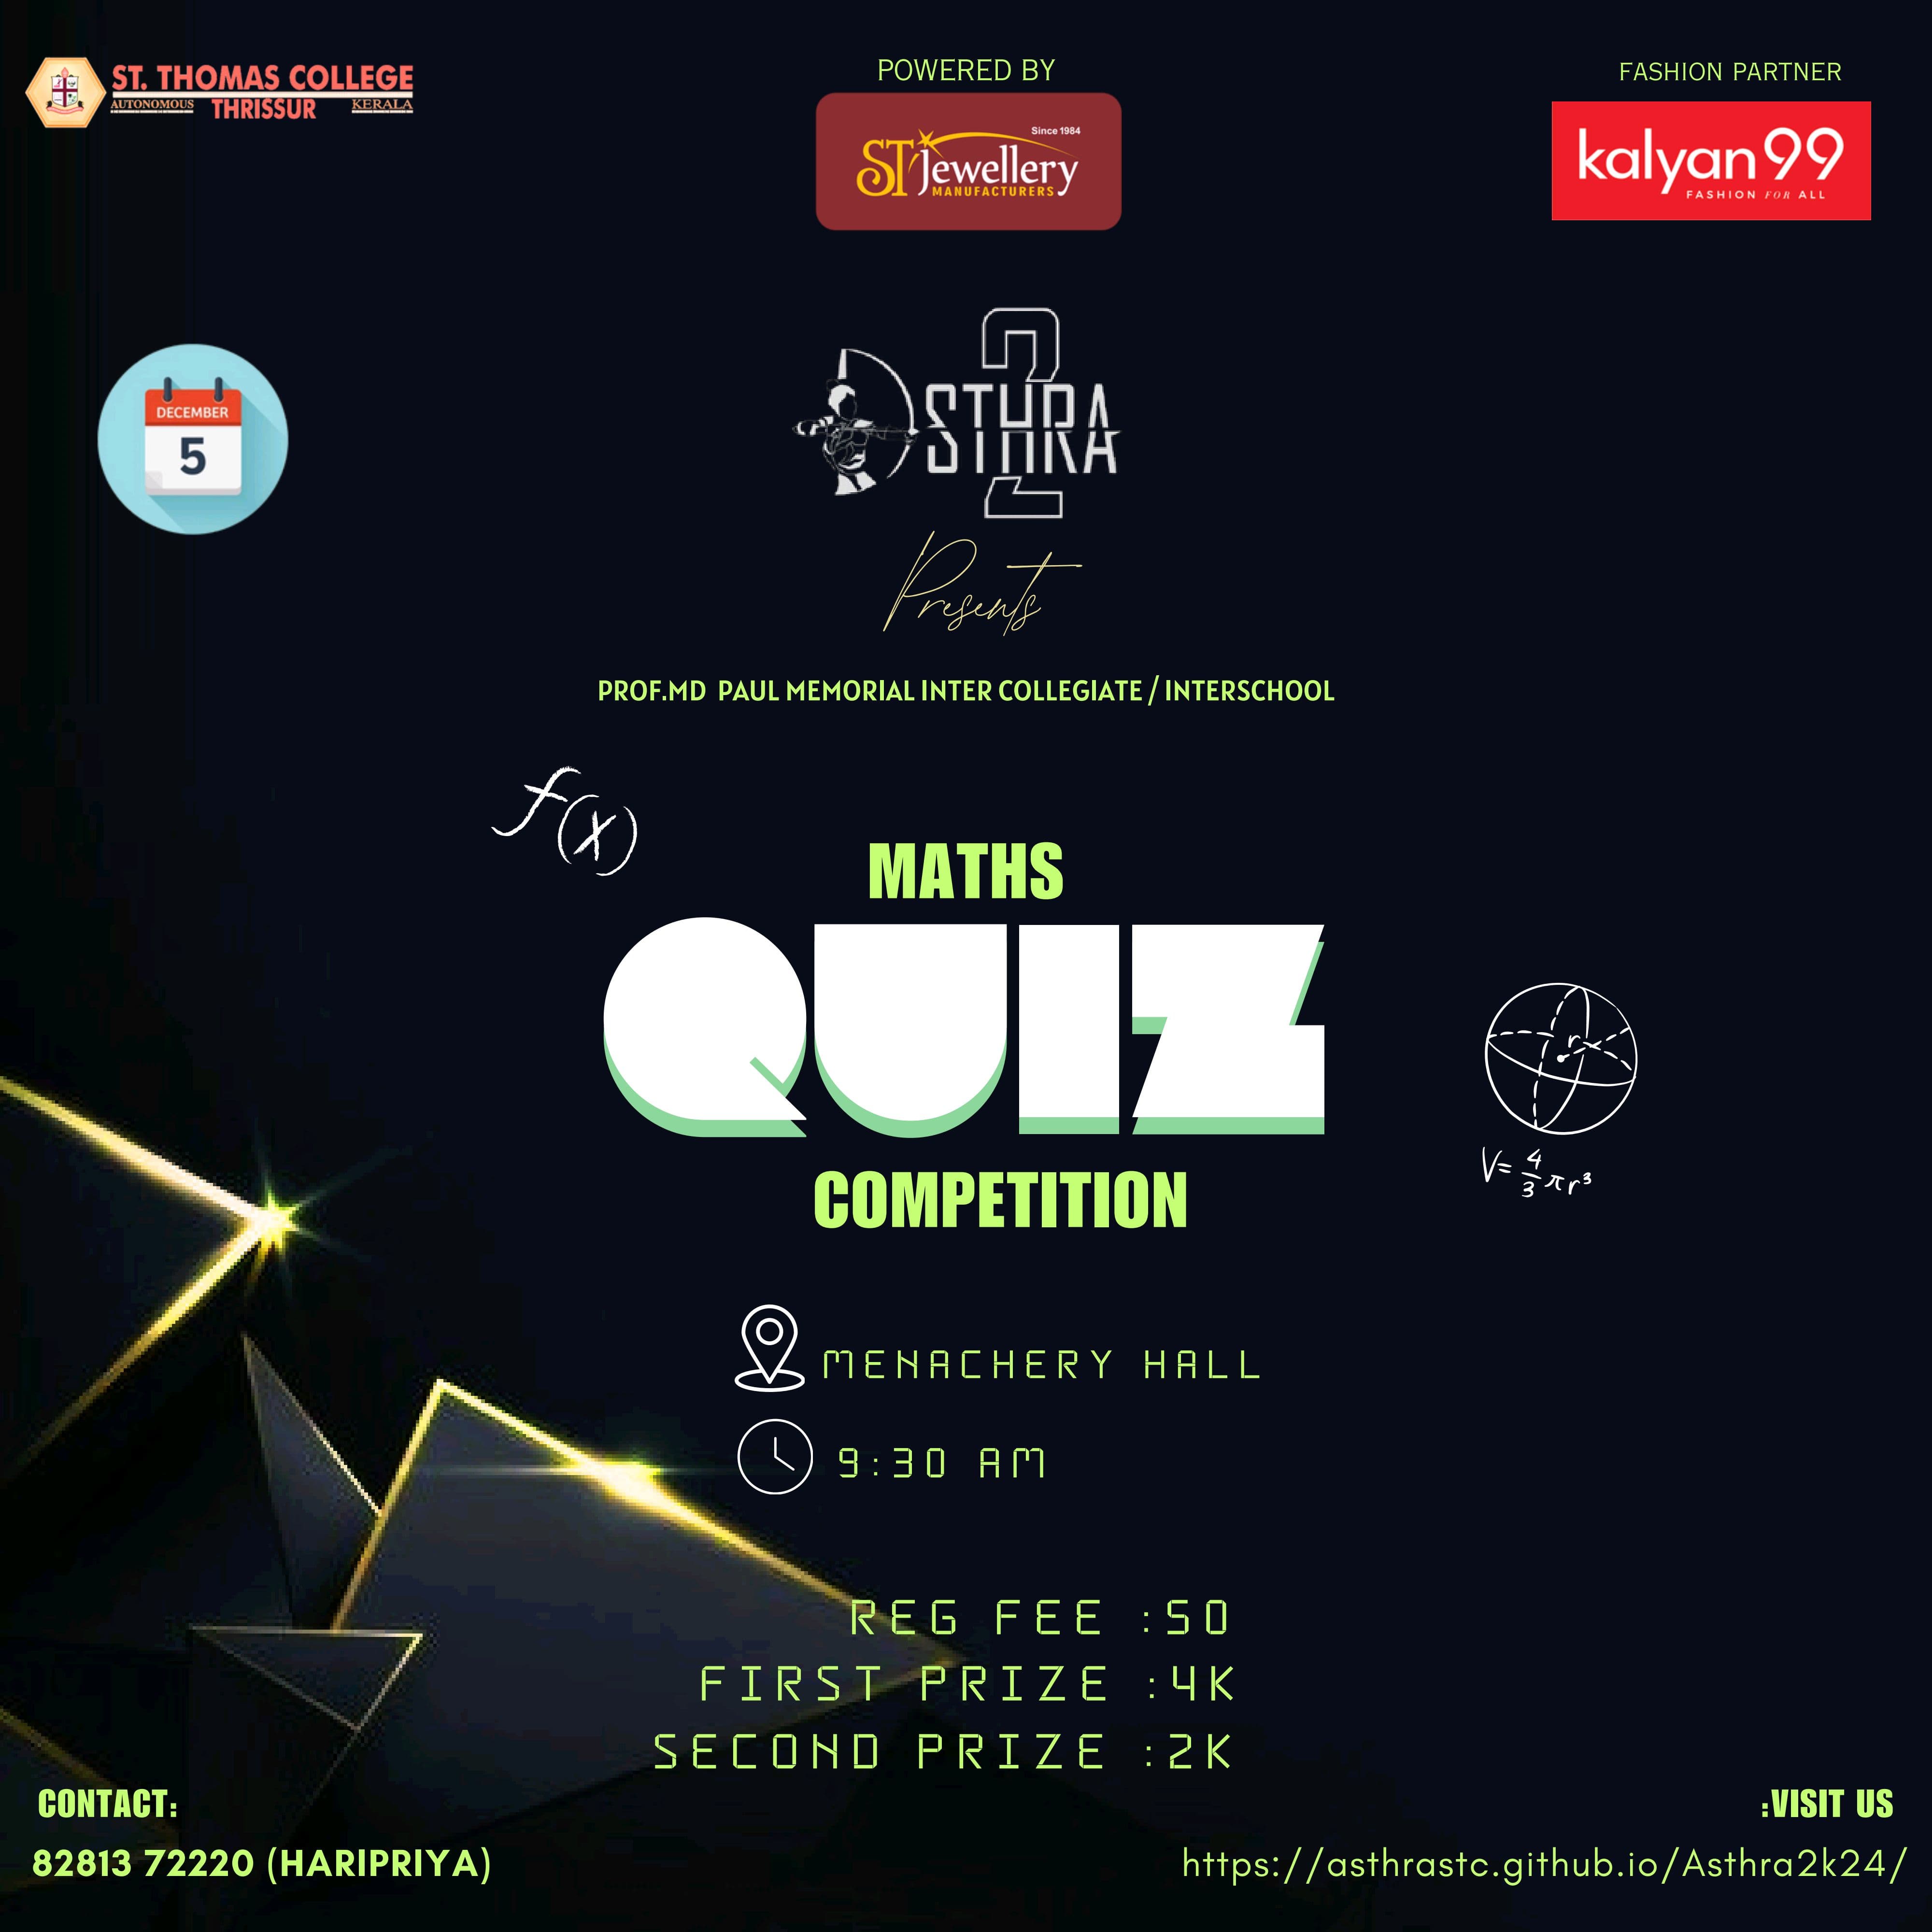 ST. THOMAS COLLEGE
AUTONOMOUS THRISSUR KERALA
POWERED BY
Since 1984
ST Jewellery
MANUFACTURERS
FASHION PARTNER
kalyan99
FASHION FOR ALL
DECEMBER
5
2
STHRA
Presents
PROF.MD PAUL MEMORIAL INTER COLLEGIATE / INTERSCHOOL
f(x)
MATHS
QUIZ
COMPETITION
r
V= 4/3 πr³
MENACHERY HALL
9:30 AM
REG FEE :50
FIRST PRIZE :4K
SECOND PRIZE :2K
CONTACT:
82813 72220 (HARIPRIYA)
:VISIT US
https://asthrastc.github.io/Asthra2k24/